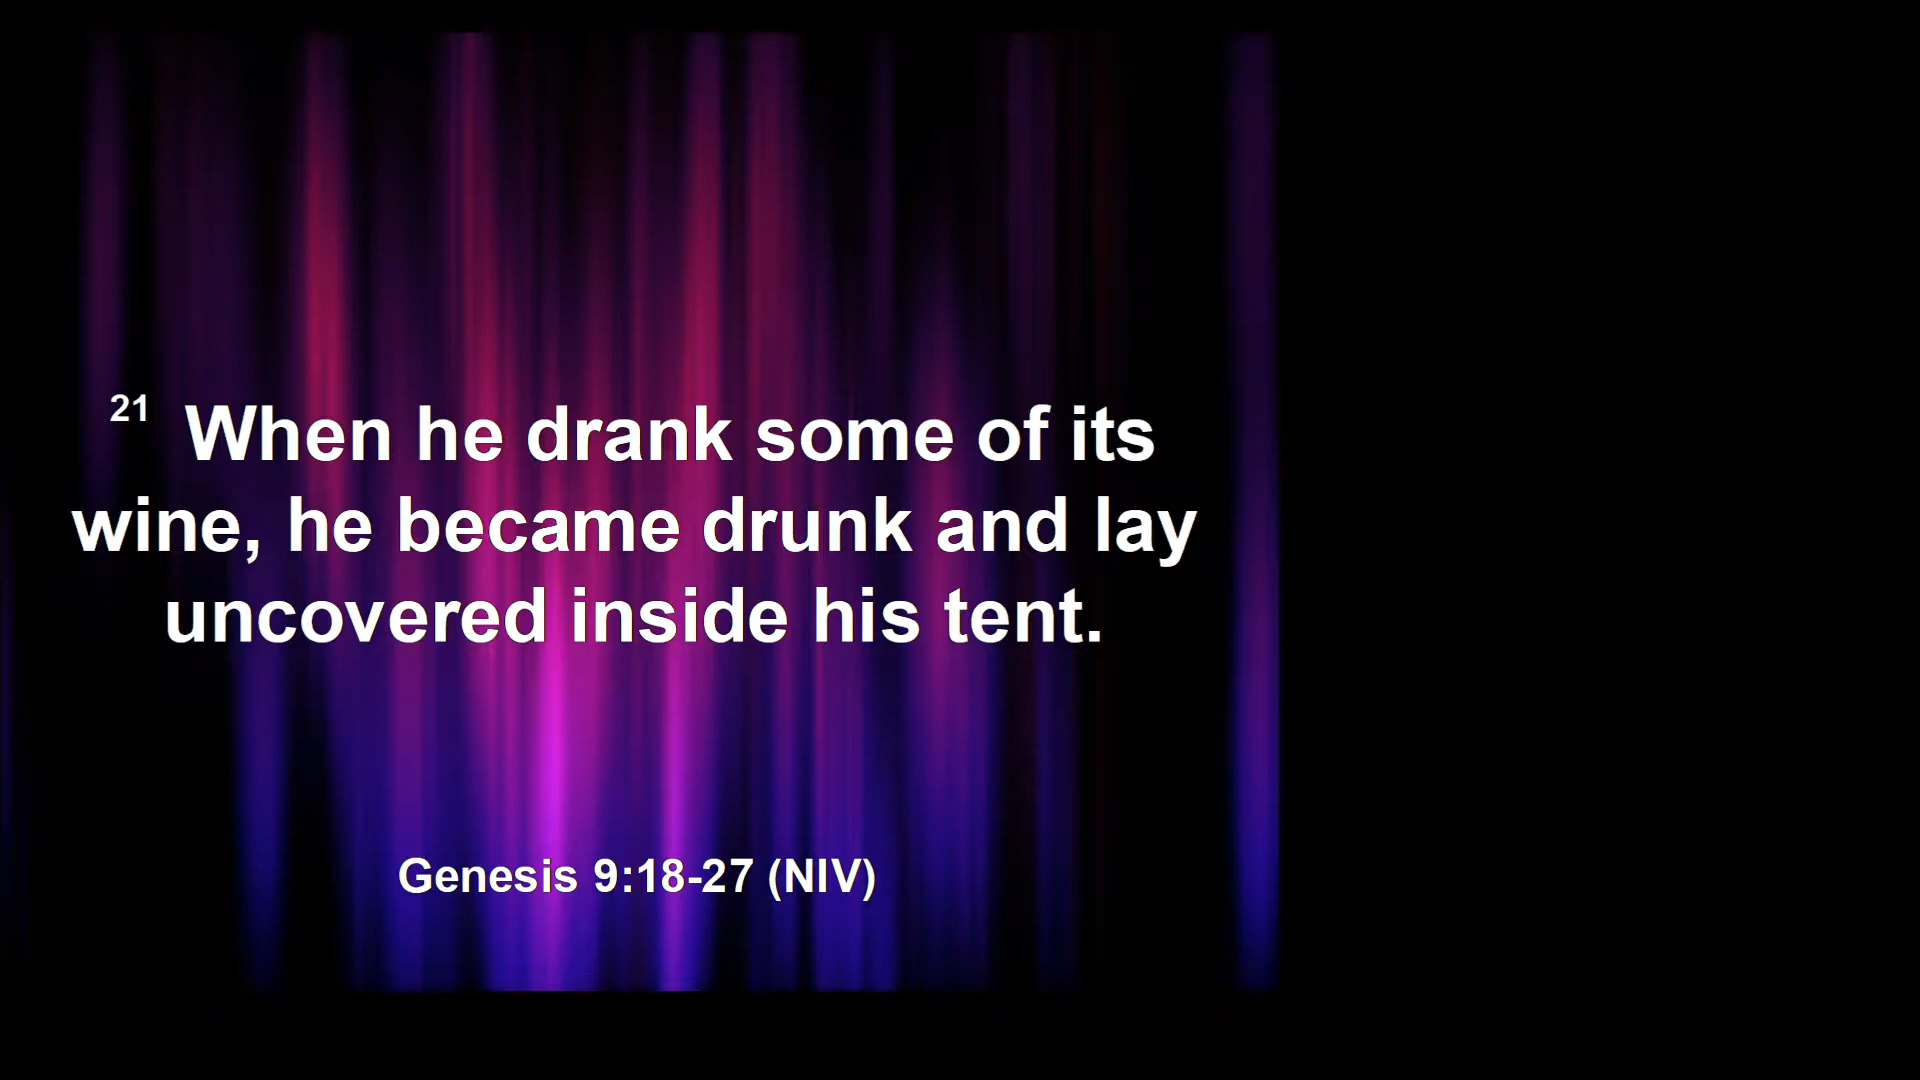 21 When he drank some of its
wine, he became drunk and lay
uncovered inside his tent.
Genesis 9:18-27 (NIV)